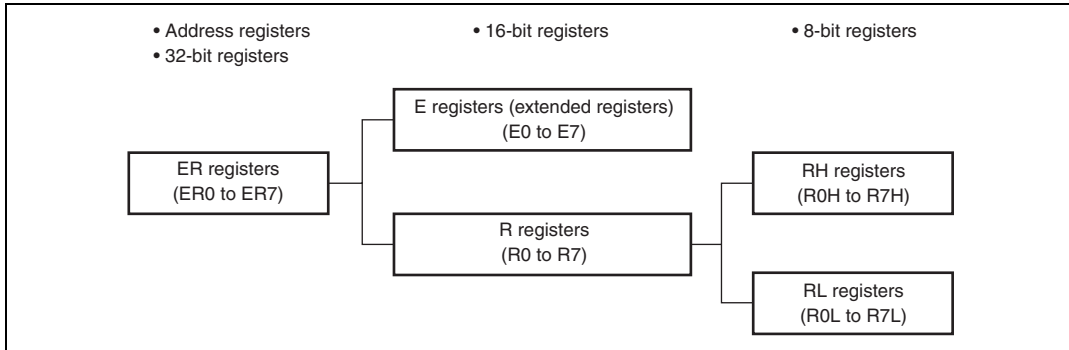 • Address registers
• 32-bit registers
• 16-bit registers
• 8-bit registers
E registers (extended registers)
(E0 to E7)
ER registers
(ER0 to ER7)
RH registers
(R0H to R7H)
R registers
(R0 to R7)
RL registers
(R0L to R7L)